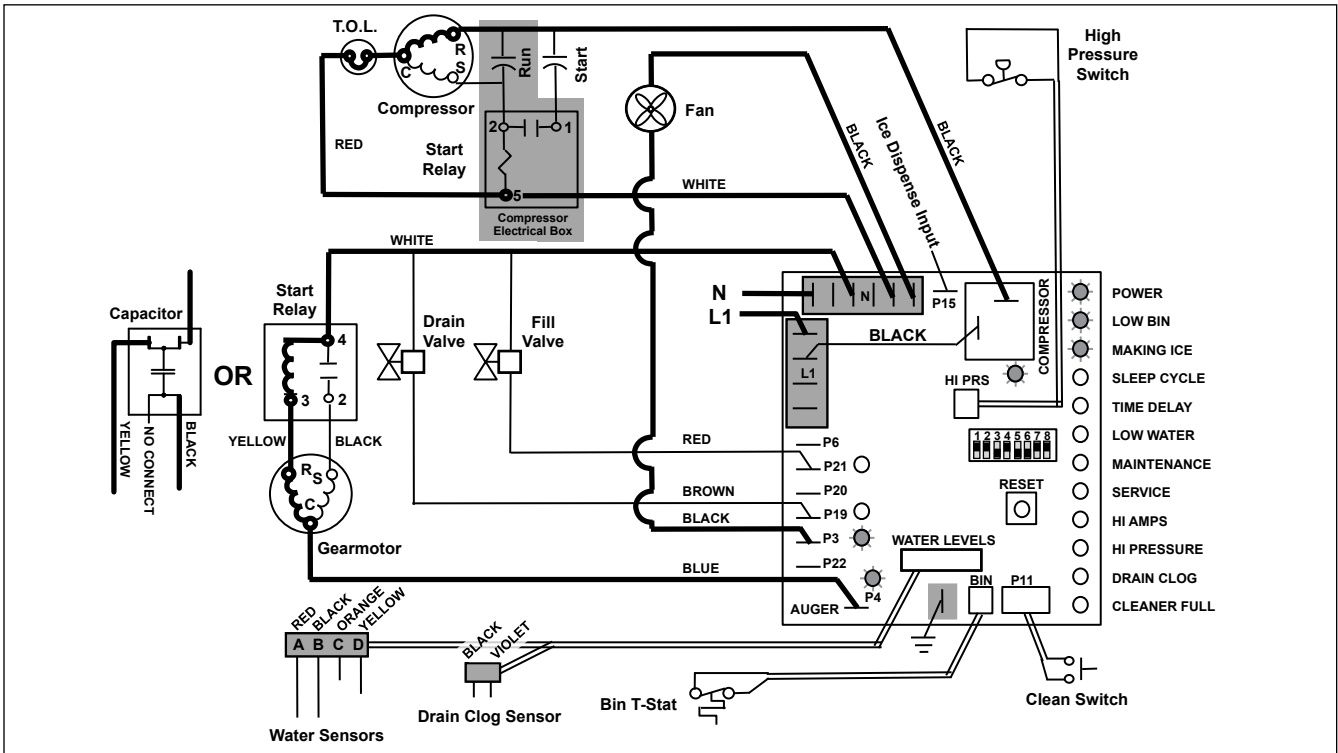 T.O.L.
R
S
C
Compressor
Run
Start
High
Pressure
Switch
Fan
2
1
RED
Start
Relay
5
Compressor
Electrical Box
WHITE
BLACK
Ice Dispense Input
BLACK
WHITE
Capacitor
YELLOW
NO CONNECT
BLACK
OR
Start
Relay
4
3
2
YELLOW
BLACK
R
S
C
Gearmotor
Drain
Valve
Fill
Valve
N
L1
N
P15
L1
BLACK
COMPRESSOR
HI PRS
POWER
LOW BIN
MAKING ICE
SLEEP CYCLE
TIME DELAY
LOW WATER
MAINTENANCE
SERVICE
HI AMPS
HI PRESSURE
DRAIN CLOG
CLEANER FULL
1 2 3 4 5 6 7 8
RESET
RED
P6
P21
P20
BROWN
P19
BLACK
P3
P22
BLUE
P4
AUGER
WATER LEVELS
BIN
P11
RED
BLACK
ORANGE
YELLOW
A B C D
Water Sensors
BLACK
VIOLET
Drain Clog Sensor
Bin T-Stat
Clean Switch